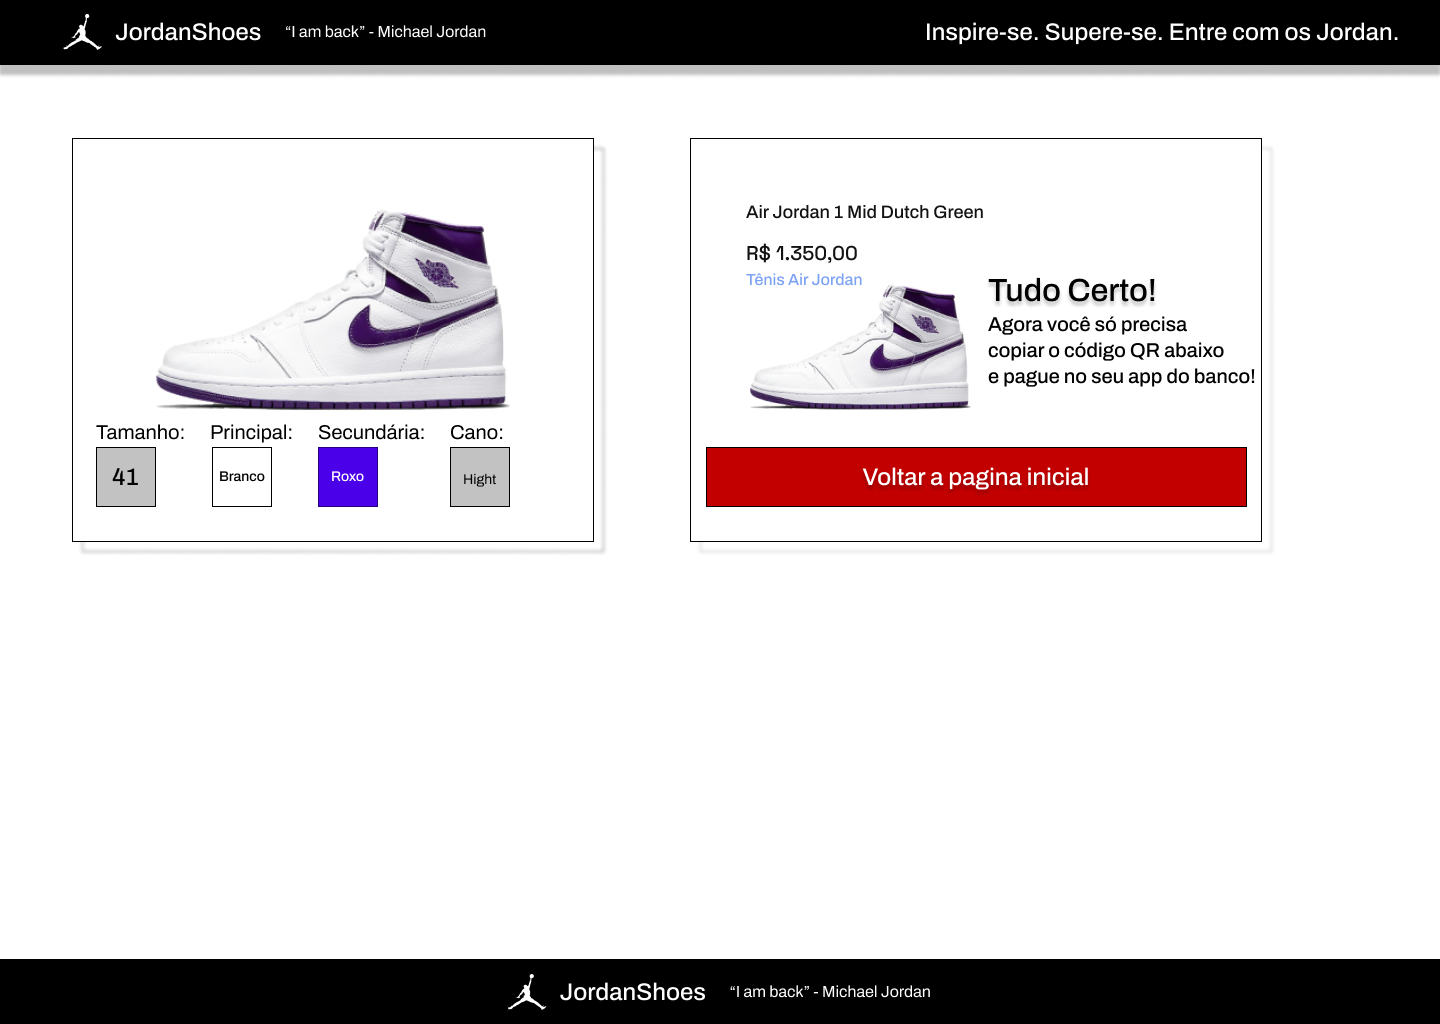 JordanShoes
“I am back” - Michael Jordan
Inspire-se. Supere-se. Entre com os Jordan.
Tamanho:
Principal:
Secundária:
Cano:
41
Branco
Roxo
Hight
Air Jordan 1 Mid Dutch Green
R$ 1.350,00
Tênis Air Jordan
Tudo Certo!
Agora você só precisa
copiar o código QR abaixo
e pague no seu app do banco!
Voltar a pagina inicial
JordanShoes
“I am back” - Michael Jordan